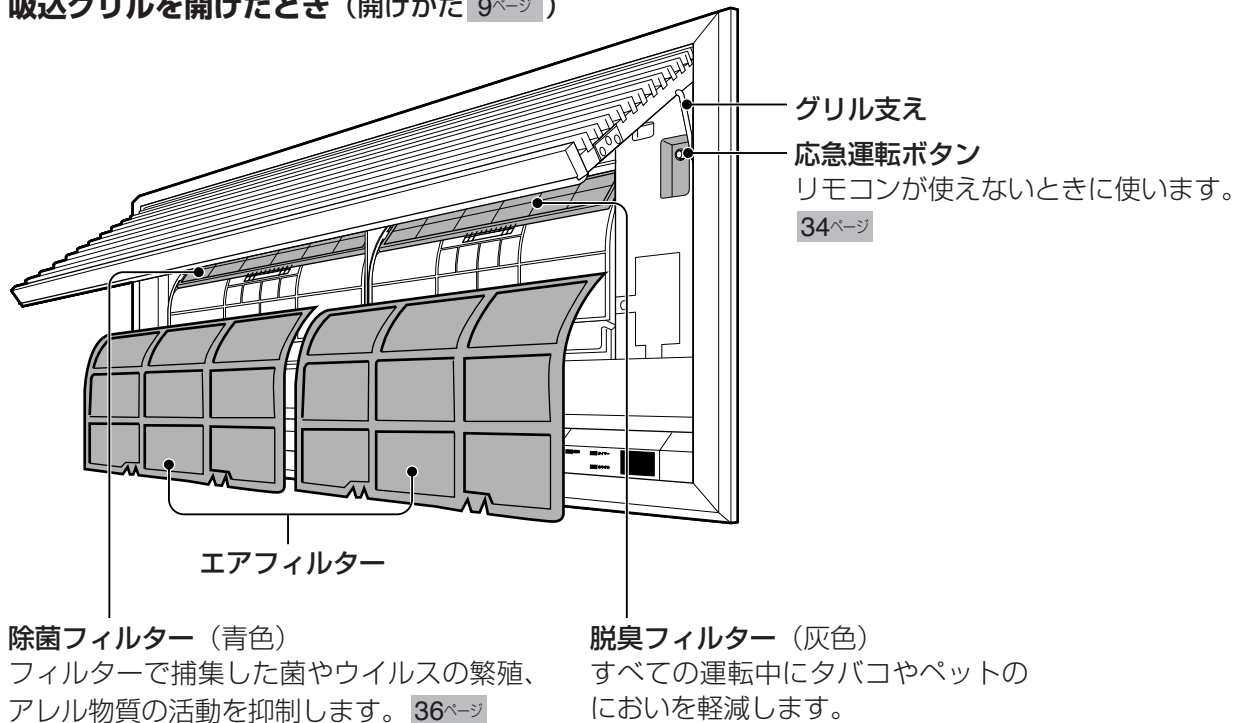 吸込グリルを開けたとき（開けかた 9ページ ）
グリル支え
応急運転ボタン
リモコンが使えないときに使います。
34ページ
エアフィルター
除菌フィルター（青色）
フィルターで捕集した菌やウイルスの繁殖、
アレル物質の活動を抑制します。 36ページ
脱臭フィルター（灰色）
すべての運転中にタバコやペットの
においを軽減します。